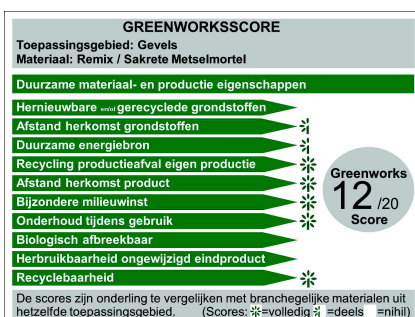 GREENWORKSSCORE
Toepassingsgebied: Gevels
Materiaal: Remix / Sakrete Metselmortel
Duurzame materiaal- en productie eigenschappen
Hernieuwbare en/of gerecyclede grondstoffen
Afstand herkomst grondstoffen
Duurzame energiebron
Recycling productieafval eigen productie
Afstand herkomst product
Bijzondere milieuwinst
Onderhoud tijdens gebruik
Biologisch afbreekbaar
Herbruikbaarheid ongewijzigd eindproduct
Recyclebaarheid
Greenworks
12 /20
Score
De scores zijn onderling te vergelijken met branchegelijke materialen uit
hetzelfde toepassingsgebied. (Scores: =volledig =deels =nihil)